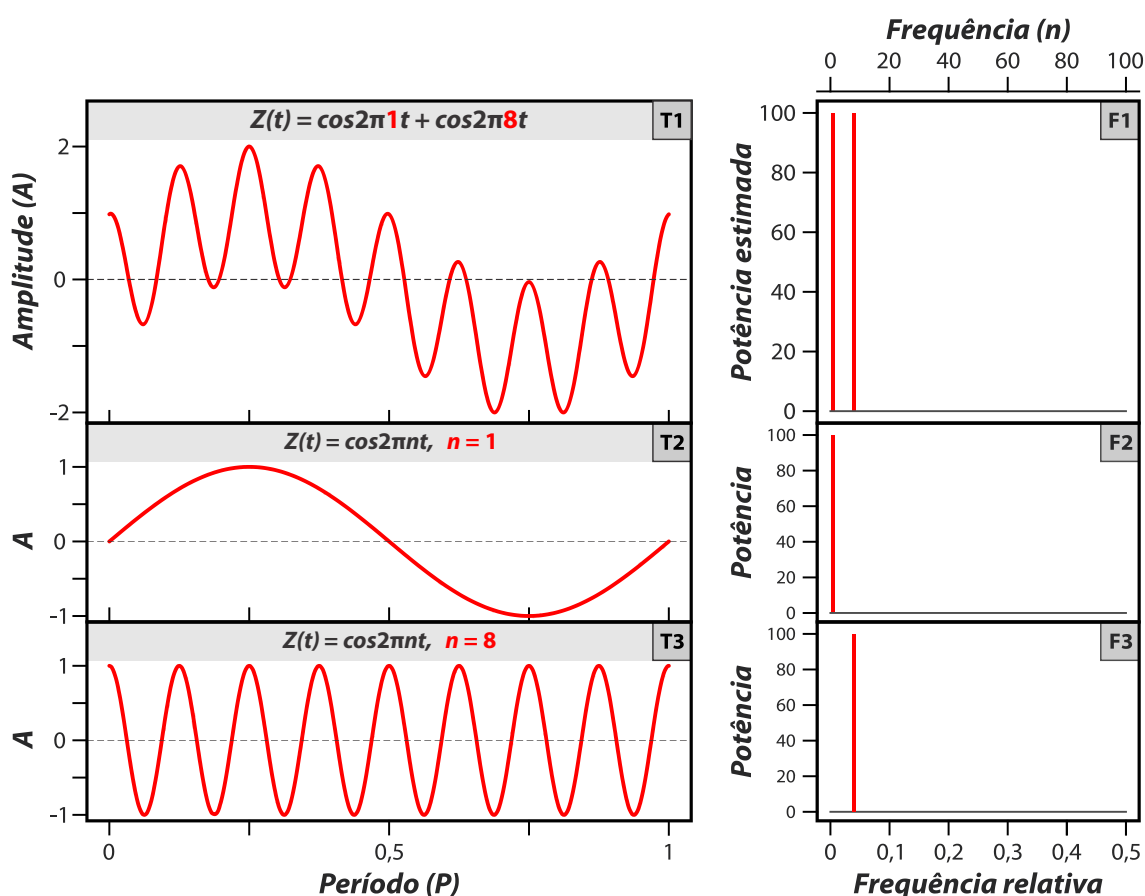 Frequência (n)
0 20 40 60 80 100
Z(t) = cos2π1t + cos2π8t
T1
2
0
-2
Amplitude (A)
F1
100
80
60
40
20
0
Potência estimada
Z(t) = cos2πnt, n = 1
T2
1
0
-1
A
F2
100
80
60
40
20
0
Potência
Z(t) = cos2πnt, n = 8
T3
1
0
-1
A
F3
100
80
60
40
20
0
Potência
0 0,5 1
Período (P)
0 0,1 0,2 0,3 0,4 0,5
Frequência relativa